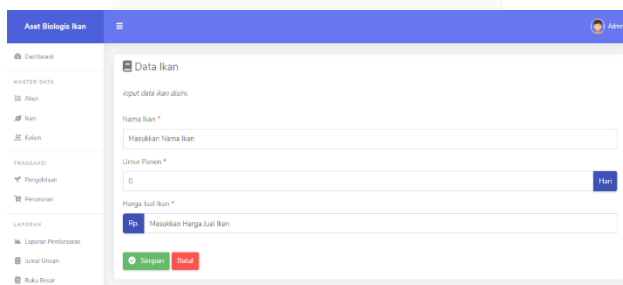 Aset Biologis Ikan
Dashboard
MASTER DATA
Akun
Ikan
Kolam
TRANSAKSI
Pengelolaan
Penurunan
LAPORAN
Laporan Pembesaran
Jurnal Umum
Buku Besar
Data Ikan
Input data ikan disini.
Nama Ikan *
Masukkan Nama Ikan
Umur Panen *
0
Hari
Harga Jual Ikan *
Rp.
Masukkan Harga Jual Ikan
Simpan
Batal